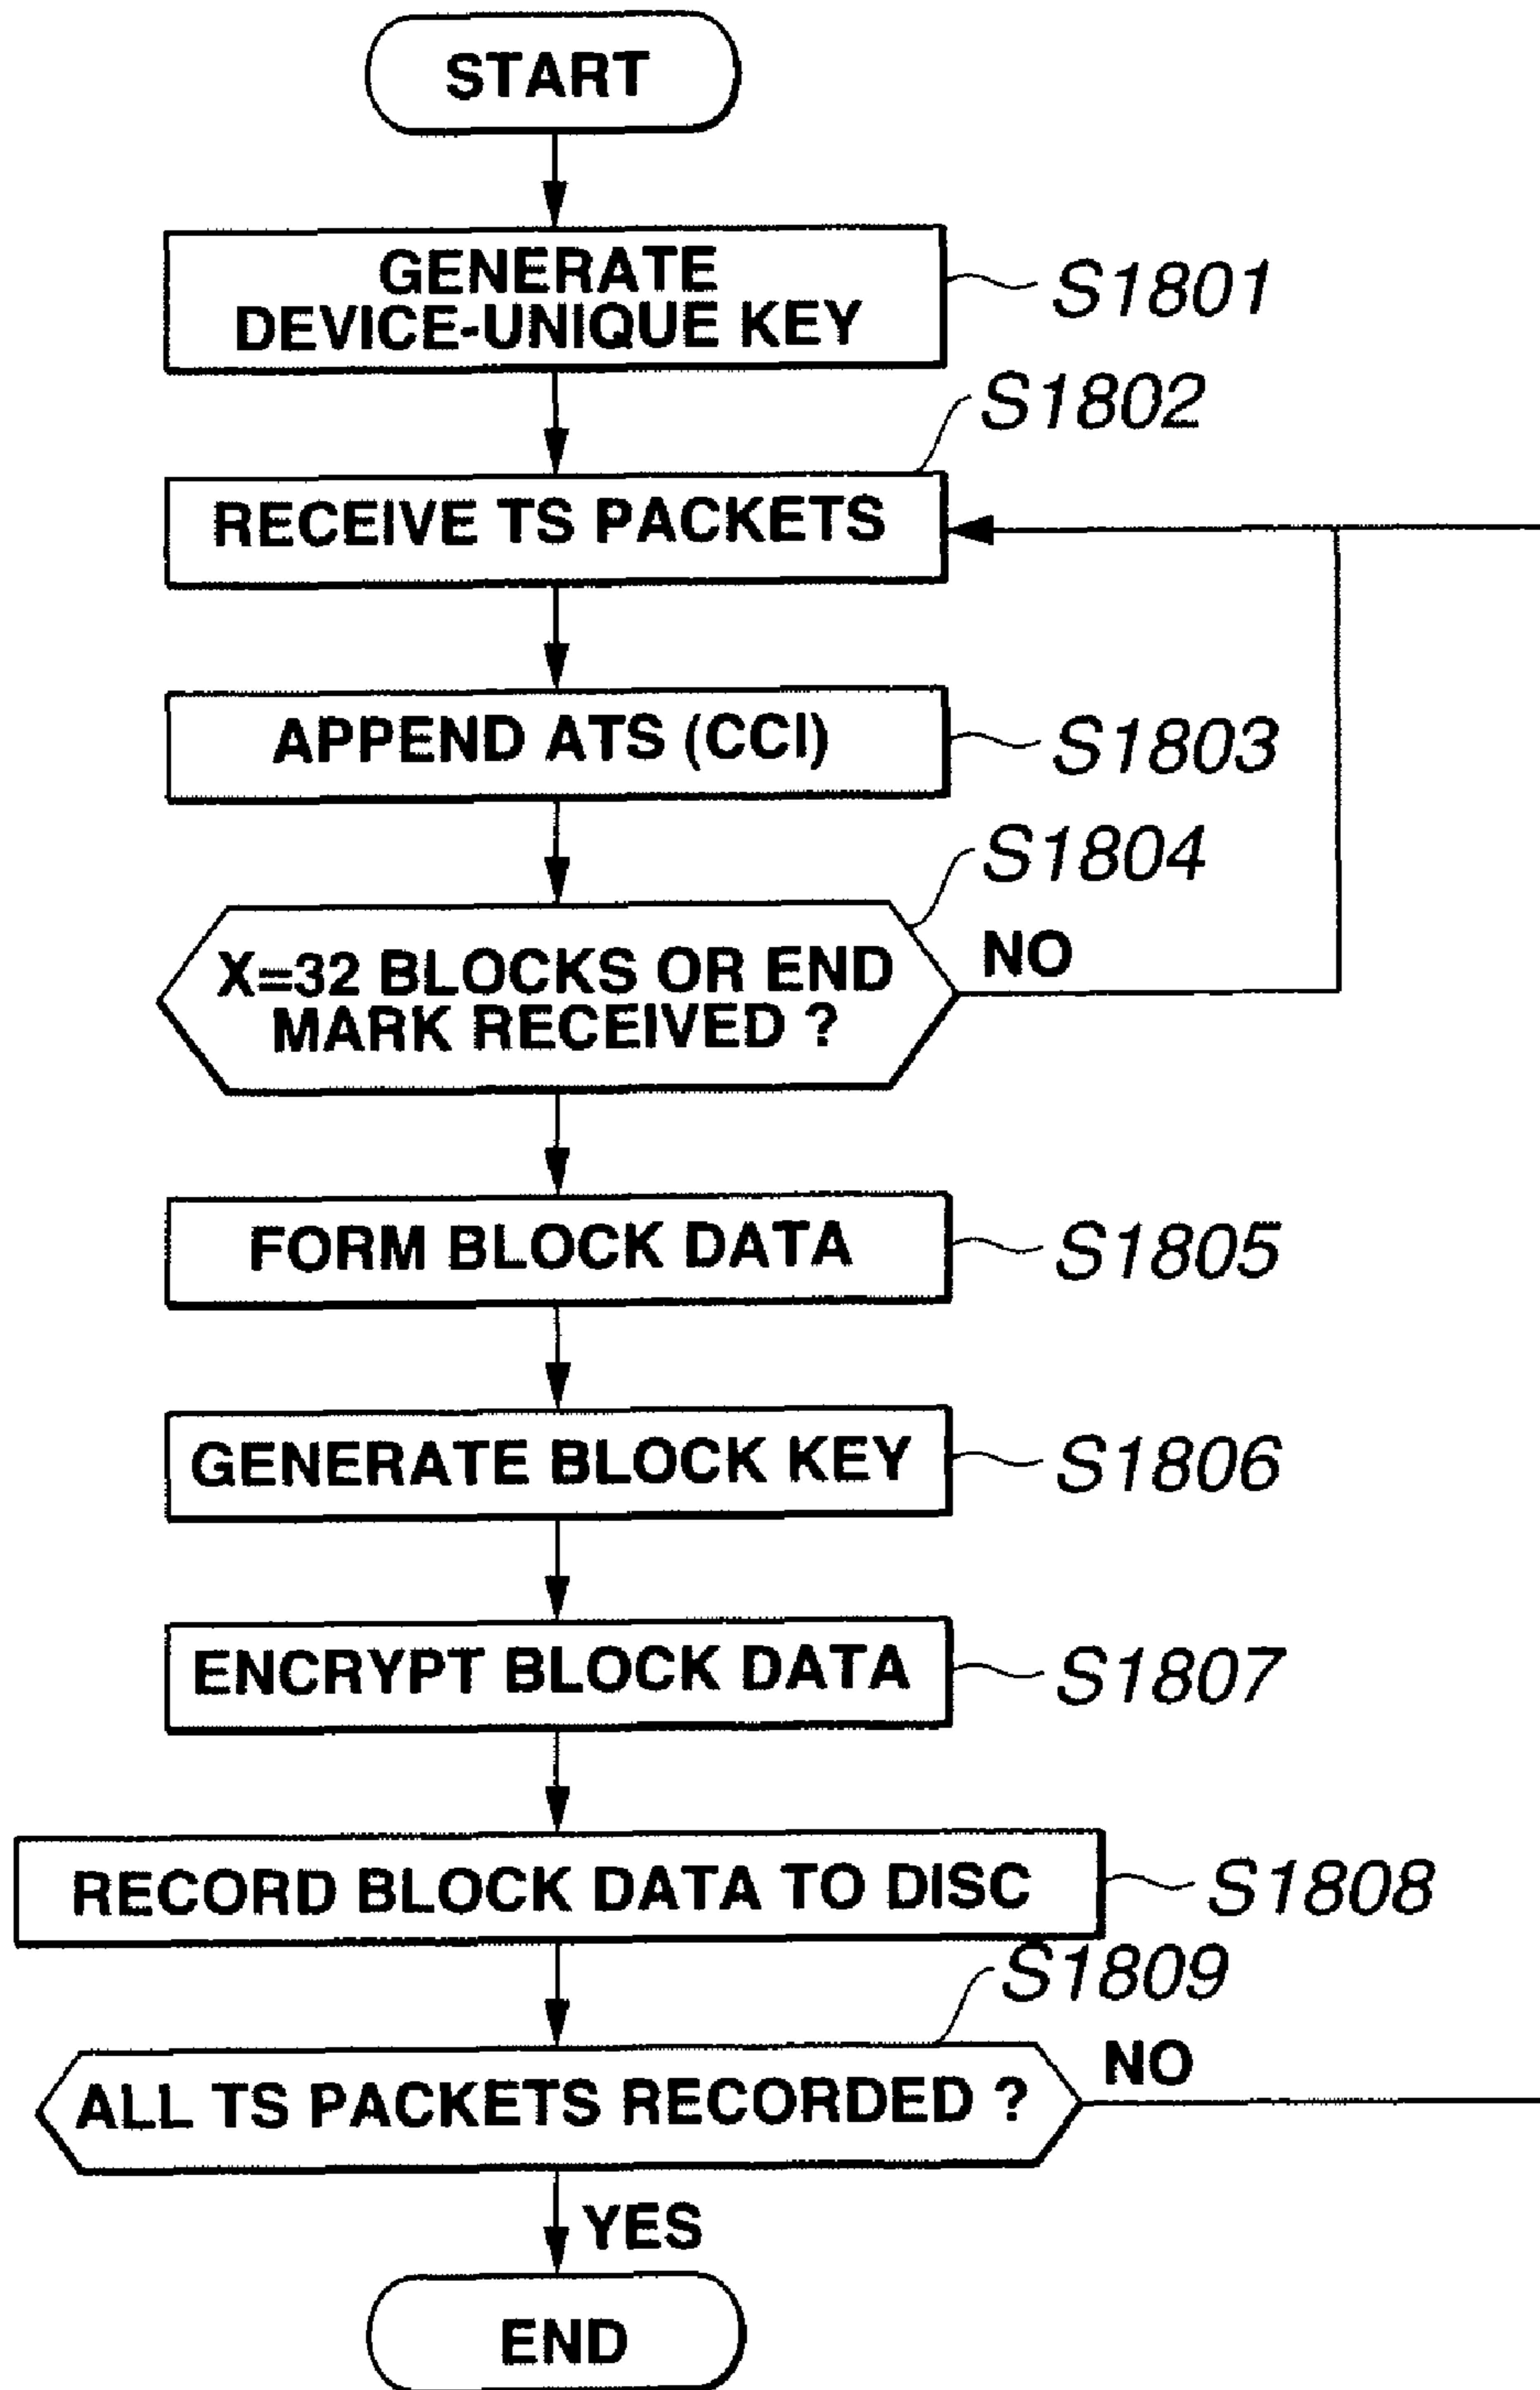 START
GENERATE
DEVICE-UNIQUE KEY
S1801
S1802
RECEIVE TS PACKETS
APPEND ATS (CCI)
S1803
S1804
X=32 BLOCKS OR END
MARK RECEIVED ?
NO
FORM BLOCK DATA
S1805
GENERATE BLOCK KEY
S1806
ENCRYPT BLOCK DATA
S1807
RECORD BLOCK DATA TO DISC
S1808
S1809
ALL TS PACKETS RECORDED ?
NO
YES
END